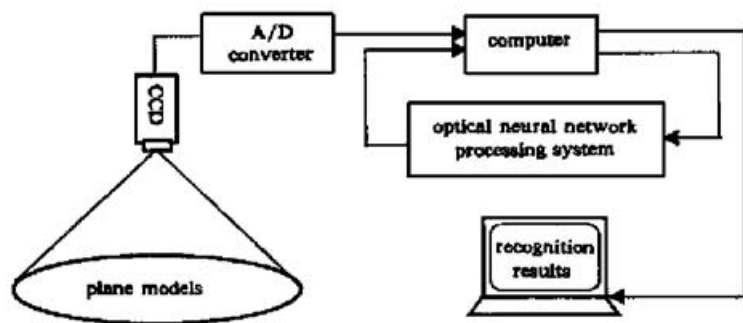 A/D
converter
computer
CCD
optical neural network
processing system
recognition
results
plane models